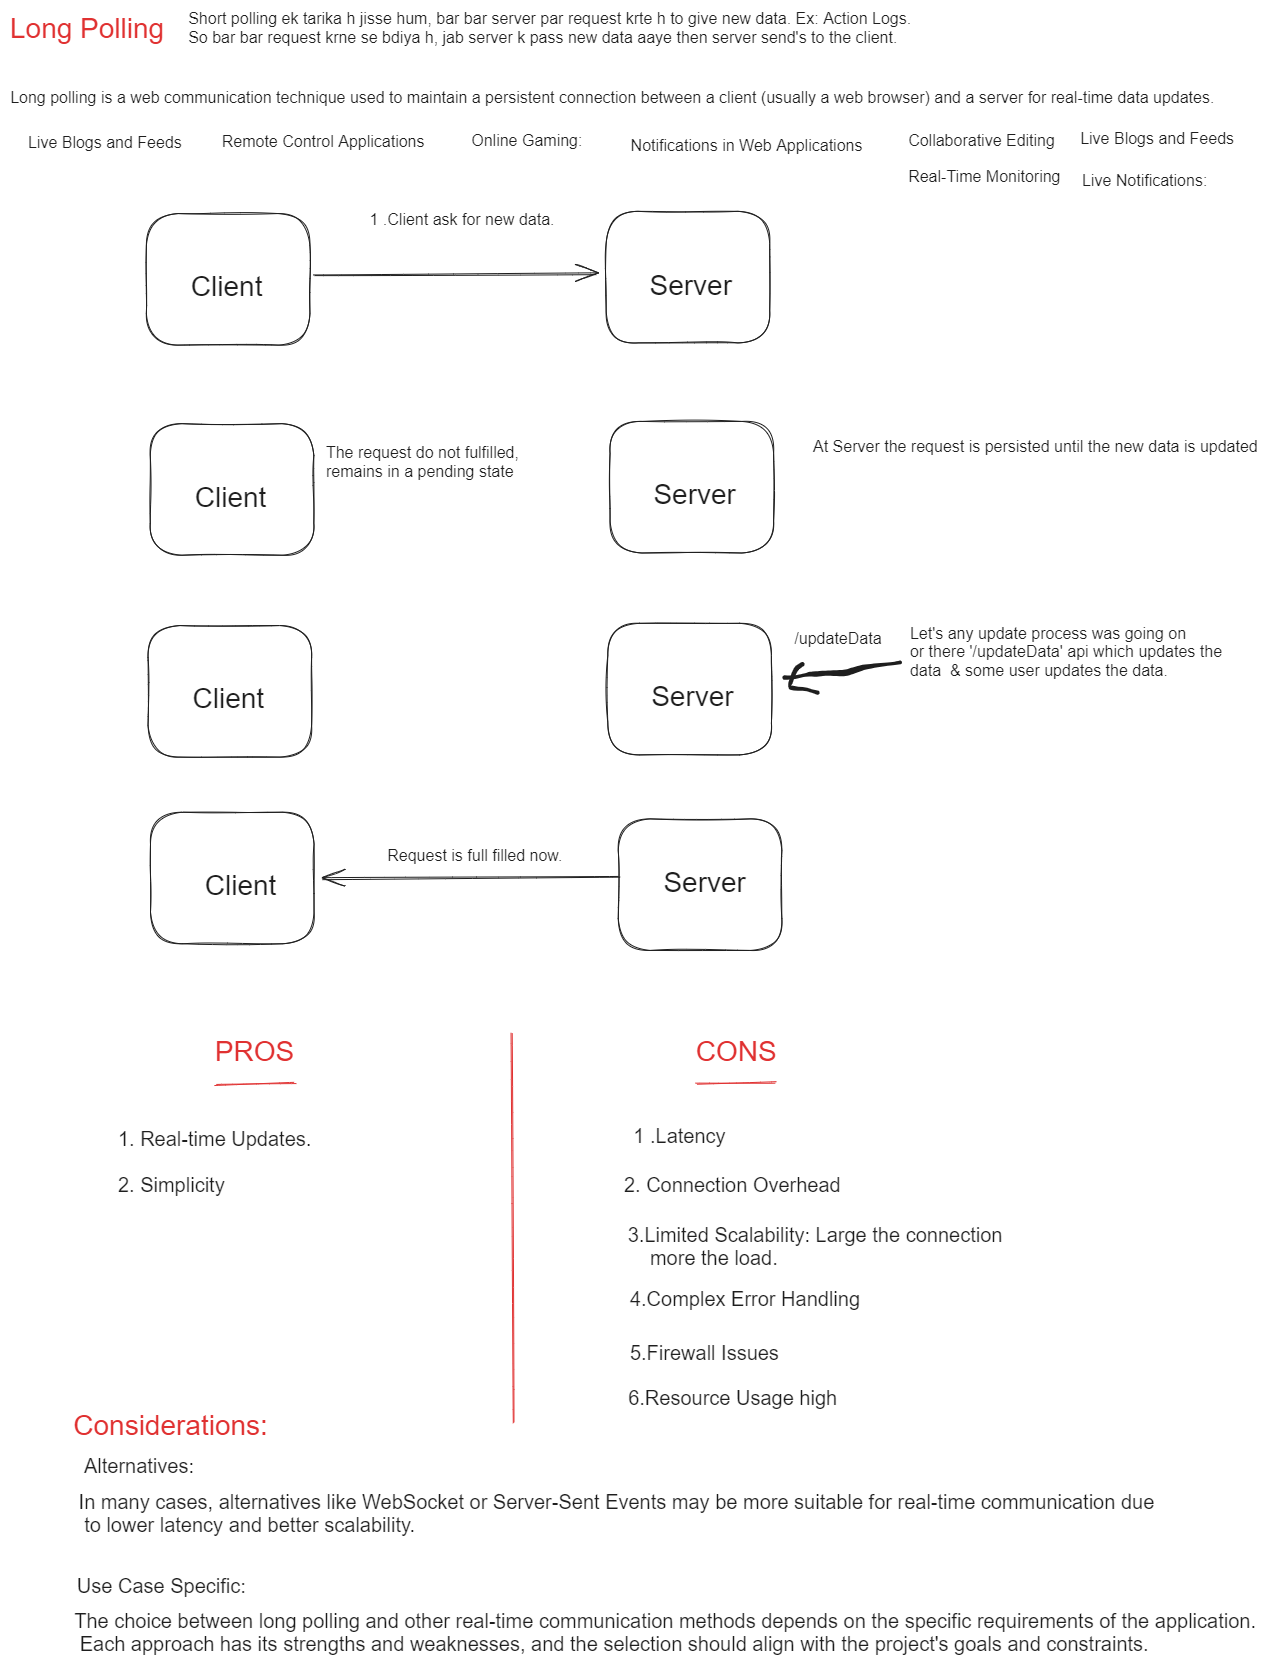 Long Polling
Short polling ek tarika h jisse hum, bar bar server par request krte h to give new data. Ex: Action Logs.
So bar bar request krne se bdiya h, jab server k pass new data aaye then server send's to the client.
Long polling is a web communication technique used to maintain a persistent connection between a client (usually a web browser) and a server for real-time data updates.
Live Blogs and Feeds
Remote Control Applications
Online Gaming:
Notifications in Web Applications
Collaborative Editing
Live Blogs and Feeds
Real-Time Monitoring
Live Notifications:
1 .Client ask for new data.
Client
Server
The request do not fulfilled,
remains in a pending state
At Server the request is persisted until the new data is updated
Client
Server
/updateData
Let's any update process was going on
or there '/updateData' api which updates the
data & some user updates the data.
Client
Server
Request is full filled now.
Client
Server
PROS
CONS
1. Real-time Updates.
2. Simplicity
1 .Latency
2. Connection Overhead
3.Limited Scalability: Large the connection
more the load.
4.Complex Error Handling
5.Firewall Issues
6.Resource Usage high
Considerations:
Alternatives:
In many cases, alternatives like WebSocket or Server-Sent Events may be more suitable for real-time communication due
to lower latency and better scalability.
Use Case Specific:
The choice between long polling and other real-time communication methods depends on the specific requirements of the application.
Each approach has its strengths and weaknesses, and the selection should align with the project's goals and constraints.